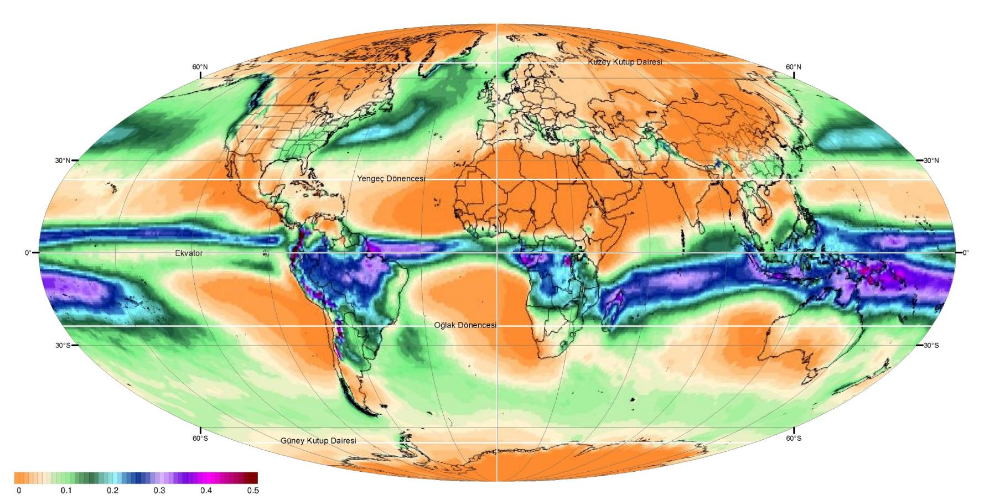 Kuzey Kutup Dairesi
60°N
60°N
30°N
30°N
Yengeç Dönencesi
0°
Ekvator
0°
Oğlak Dönencesi
30°S
30°S
60°S
Güney Kutup Dairesi
60°S
0 0.1 0.2 0.3 0.4 0.5